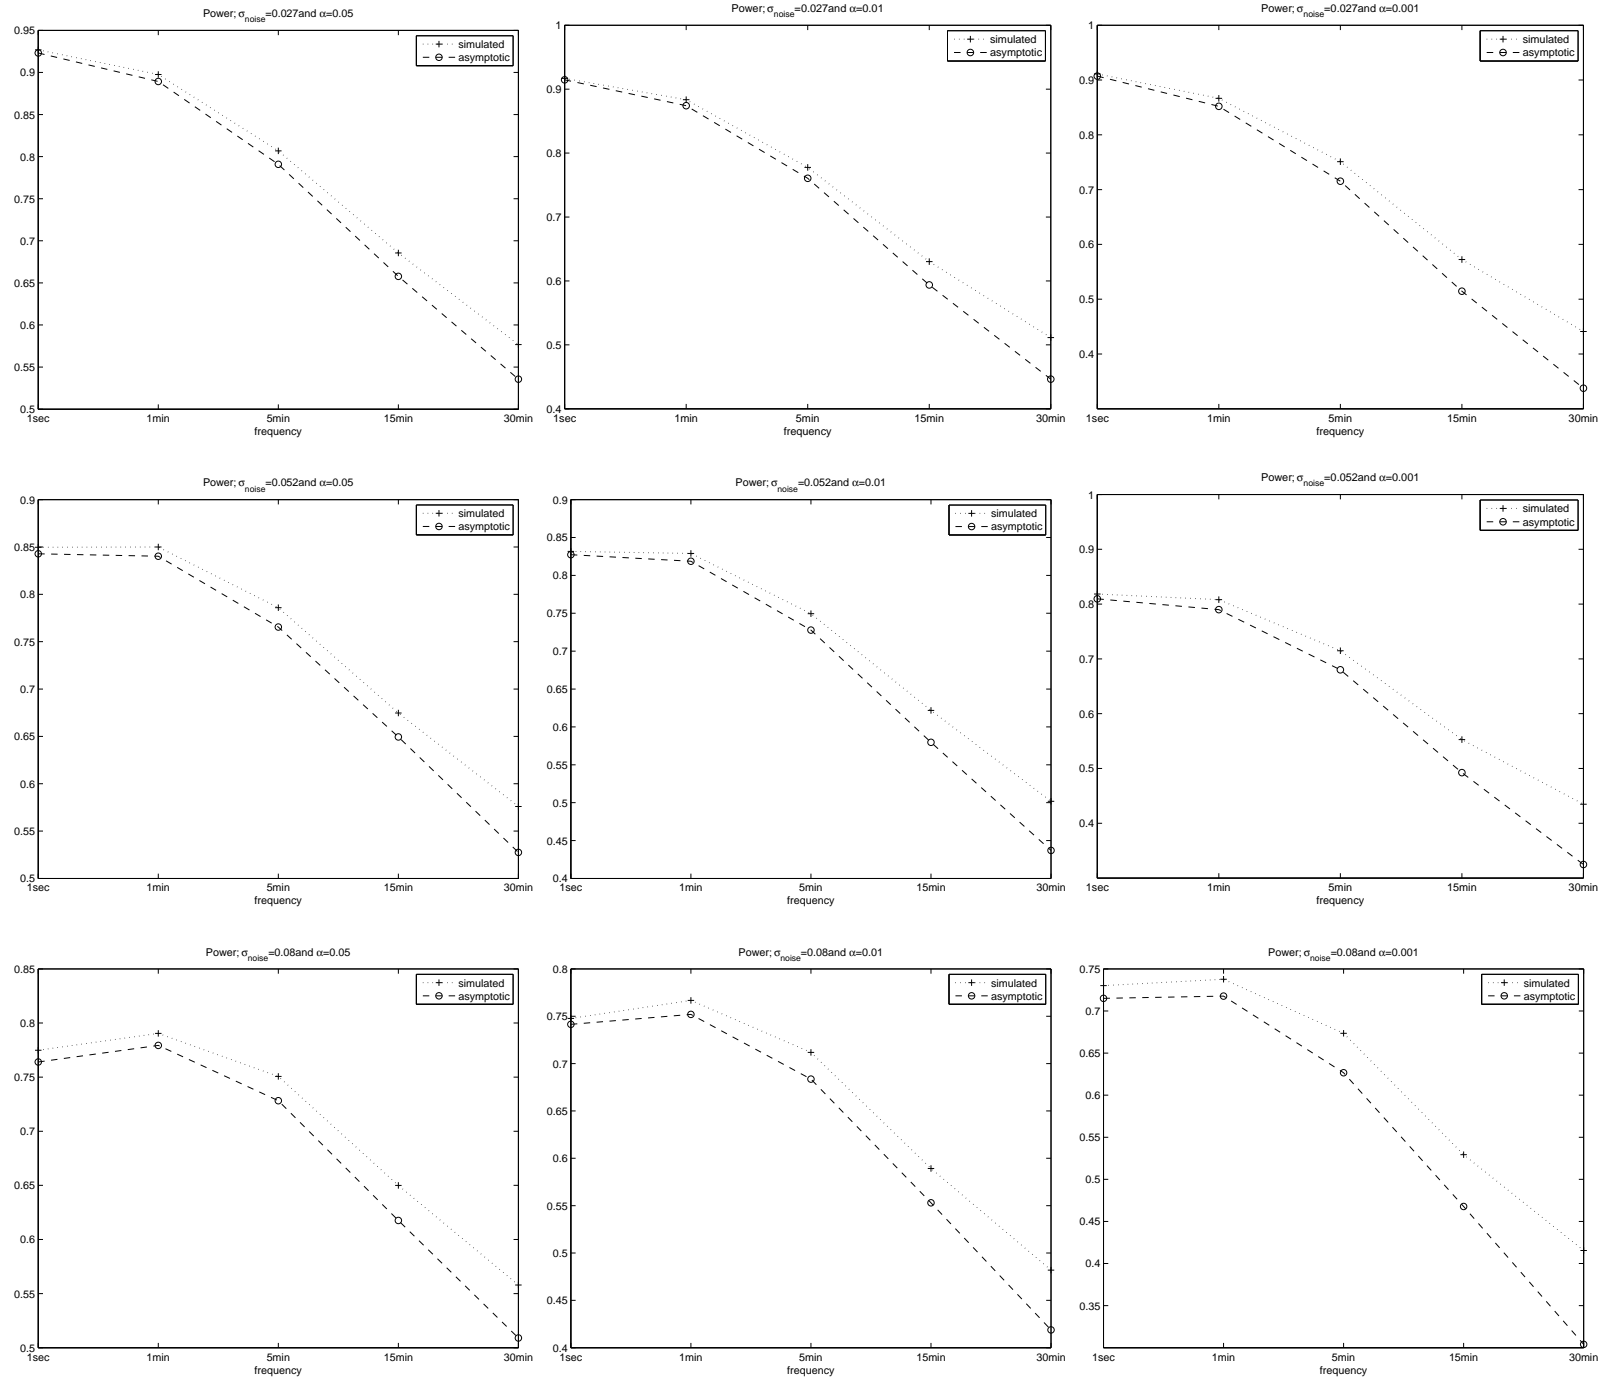 Power; σnoise=0.027and α=0.05
0.95
0.9
0.85
0.8
0.75
0.7
0.65
0.6
0.55
0.5
1sec 1min 5min 15min 30min
frequency
simulated
asymptotic
Power; σnoise=0.027and α=0.01
1
0.9
0.8
0.7
0.6
0.5
0.4
1sec 1min 5min 15min 30min
frequency
simulated
asymptotic
Power; σnoise=0.027and α=0.001
1
0.9
0.8
0.7
0.6
0.5
0.4
1sec 1min 5min 15min 30min
frequency
simulated
asymptotic
Power; σnoise=0.052and α=0.05
0.9
0.85
0.8
0.75
0.7
0.65
0.6
0.55
0.5
1sec 1min 5min 15min 30min
frequency
simulated
asymptotic
Power; σnoise=0.052and α=0.01
0.9
0.85
0.8
0.75
0.7
0.65
0.6
0.55
0.5
0.45
0.4
1sec 1min 5min 15min 30min
frequency
simulated
asymptotic
Power; σnoise=0.052and α=0.001
1
0.9
0.8
0.7
0.6
0.5
0.4
1sec 1min 5min 15min 30min
frequency
simulated
asymptotic
Power; σnoise=0.08and α=0.05
0.85
0.8
0.75
0.7
0.65
0.6
0.55
0.5
1sec 1min 5min 15min 30min
frequency
simulated
asymptotic
Power; σnoise=0.08and α=0.01
0.8
0.75
0.7
0.65
0.6
0.55
0.5
0.45
0.4
1sec 1min 5min 15min 30min
frequency
simulated
asymptotic
Power; σnoise=0.08and α=0.001
0.75
0.7
0.65
0.6
0.55
0.5
0.45
0.4
0.35
1sec 1min 5min 15min 30min
frequency
simulated
asymptotic